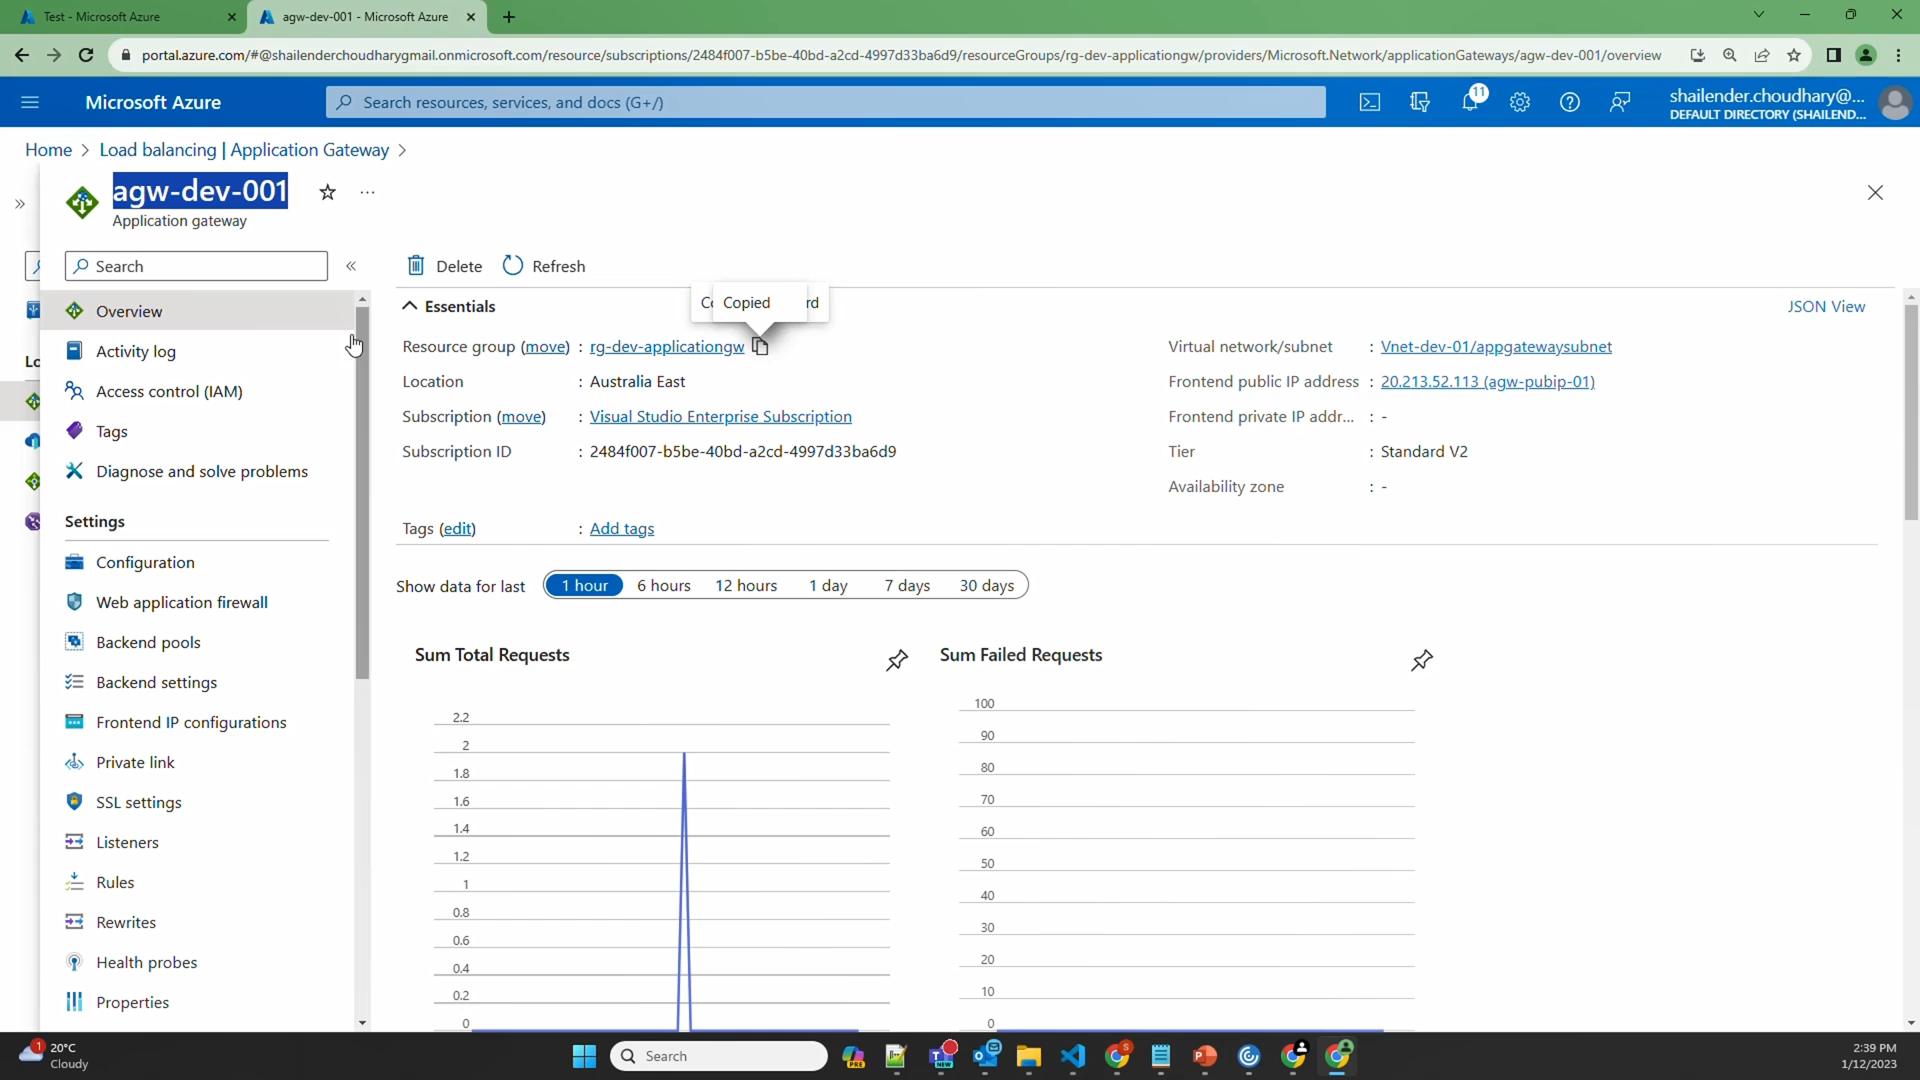 Test - Microsoft Azure
agw-dev-001 - Microsoft Azure
portal.azure.com/#@shailenderchoudharygmail.onmicrosoft.com/resource/subscriptions/2484f007-b5be-40bd-a2cd-4997d33ba6d9/resourceGroups/rg-dev-applicationgw/providers/Microsoft.Network/applicationGateways/agw-dev-001/overview
Microsoft Azure
Search resources, services, and docs (G+/)
11
shailender.choudhary@...
DEFAULT DIRECTORY (SHAILEND...
Home > Load balancing | Application Gateway >
agw-dev-001
Application gateway
Search
Delete
Refresh
Overview
Activity log
Access control (IAM)
Tags
Diagnose and solve problems
Settings
Configuration
Web application firewall
Backend pools
Backend settings
Frontend IP configurations
Private link
SSL settings
Listeners
Rules
Rewrites
Health probes
Properties
Essentials
Copied
JSON View
Resource group (move) : rg-dev-applicationgw
Location : Australia East
Subscription (move) : Visual Studio Enterprise Subscription
Subscription ID : 2484f007-b5be-40bd-a2cd-4997d33ba6d9
Tags (edit) : Add tags
Virtual network/subnet : Vnet-dev-01/appgatewaysubnet
Frontend public IP address : 20.213.52.113 (agw-pubip-01)
Frontend private IP addr... : -
Tier : Standard V2
Availability zone : -
Show data for last 1 hour 6 hours 12 hours 1 day 7 days 30 days
Sum Total Requests
2.2
2
1.8
1.6
1.4
1.2
1
0.8
0.6
0.4
0.2
0
Sum Failed Requests
100
90
80
70
60
50
40
30
20
10
0
1
20°C
Cloudy
Search
2:39 PM
1/12/2023